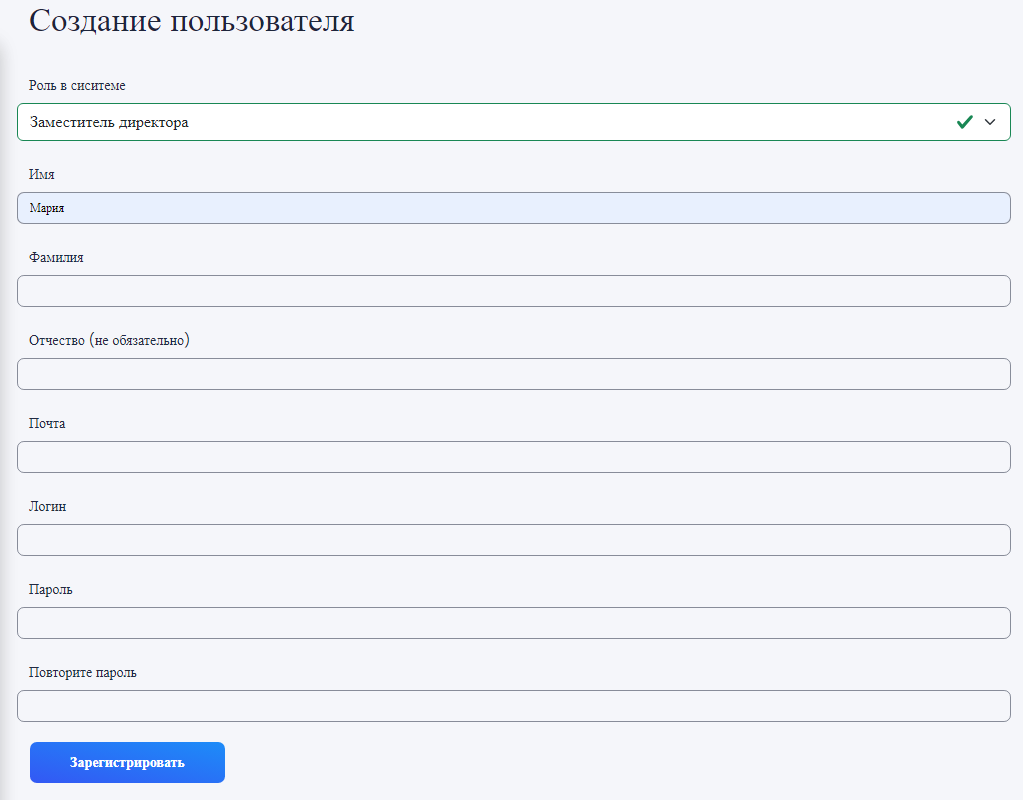 Создание пользователя
Роль в сиситеме
Заместитель директора
Имя
Мария
Фамилия
Отчество (не обязательно)
Почта
Логин
Пароль
Повторите пароль
Зарегистрировать